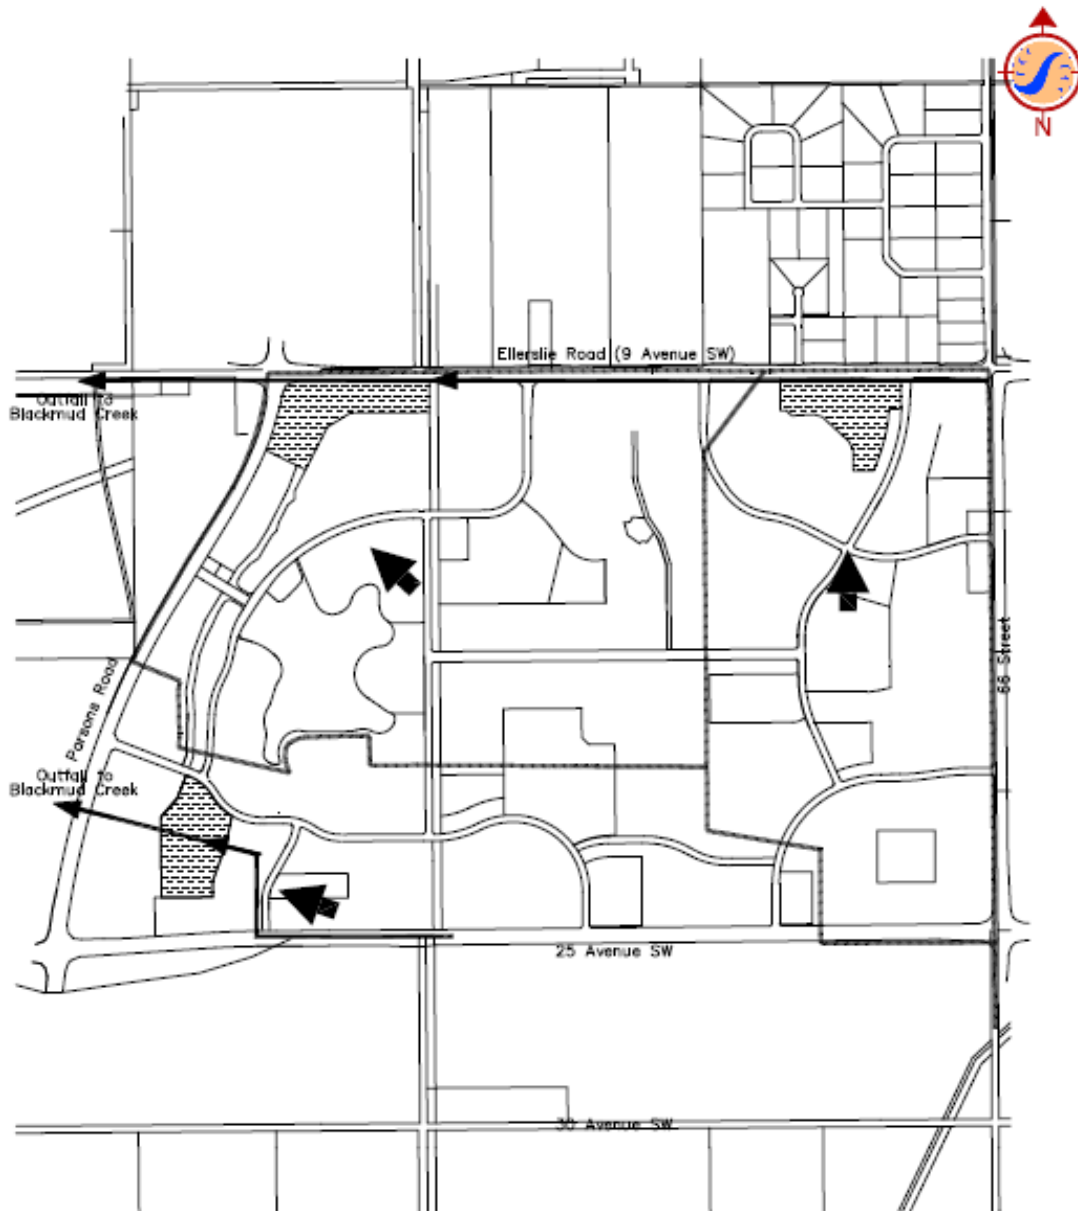 N
Ellerslie Road (9 Avenue SW)
Outfall to
Blackmud Creek
66 Street
Parsons Road
Outfall to
Blackmud Creek
25 Avenue SW
30 Avenue SW